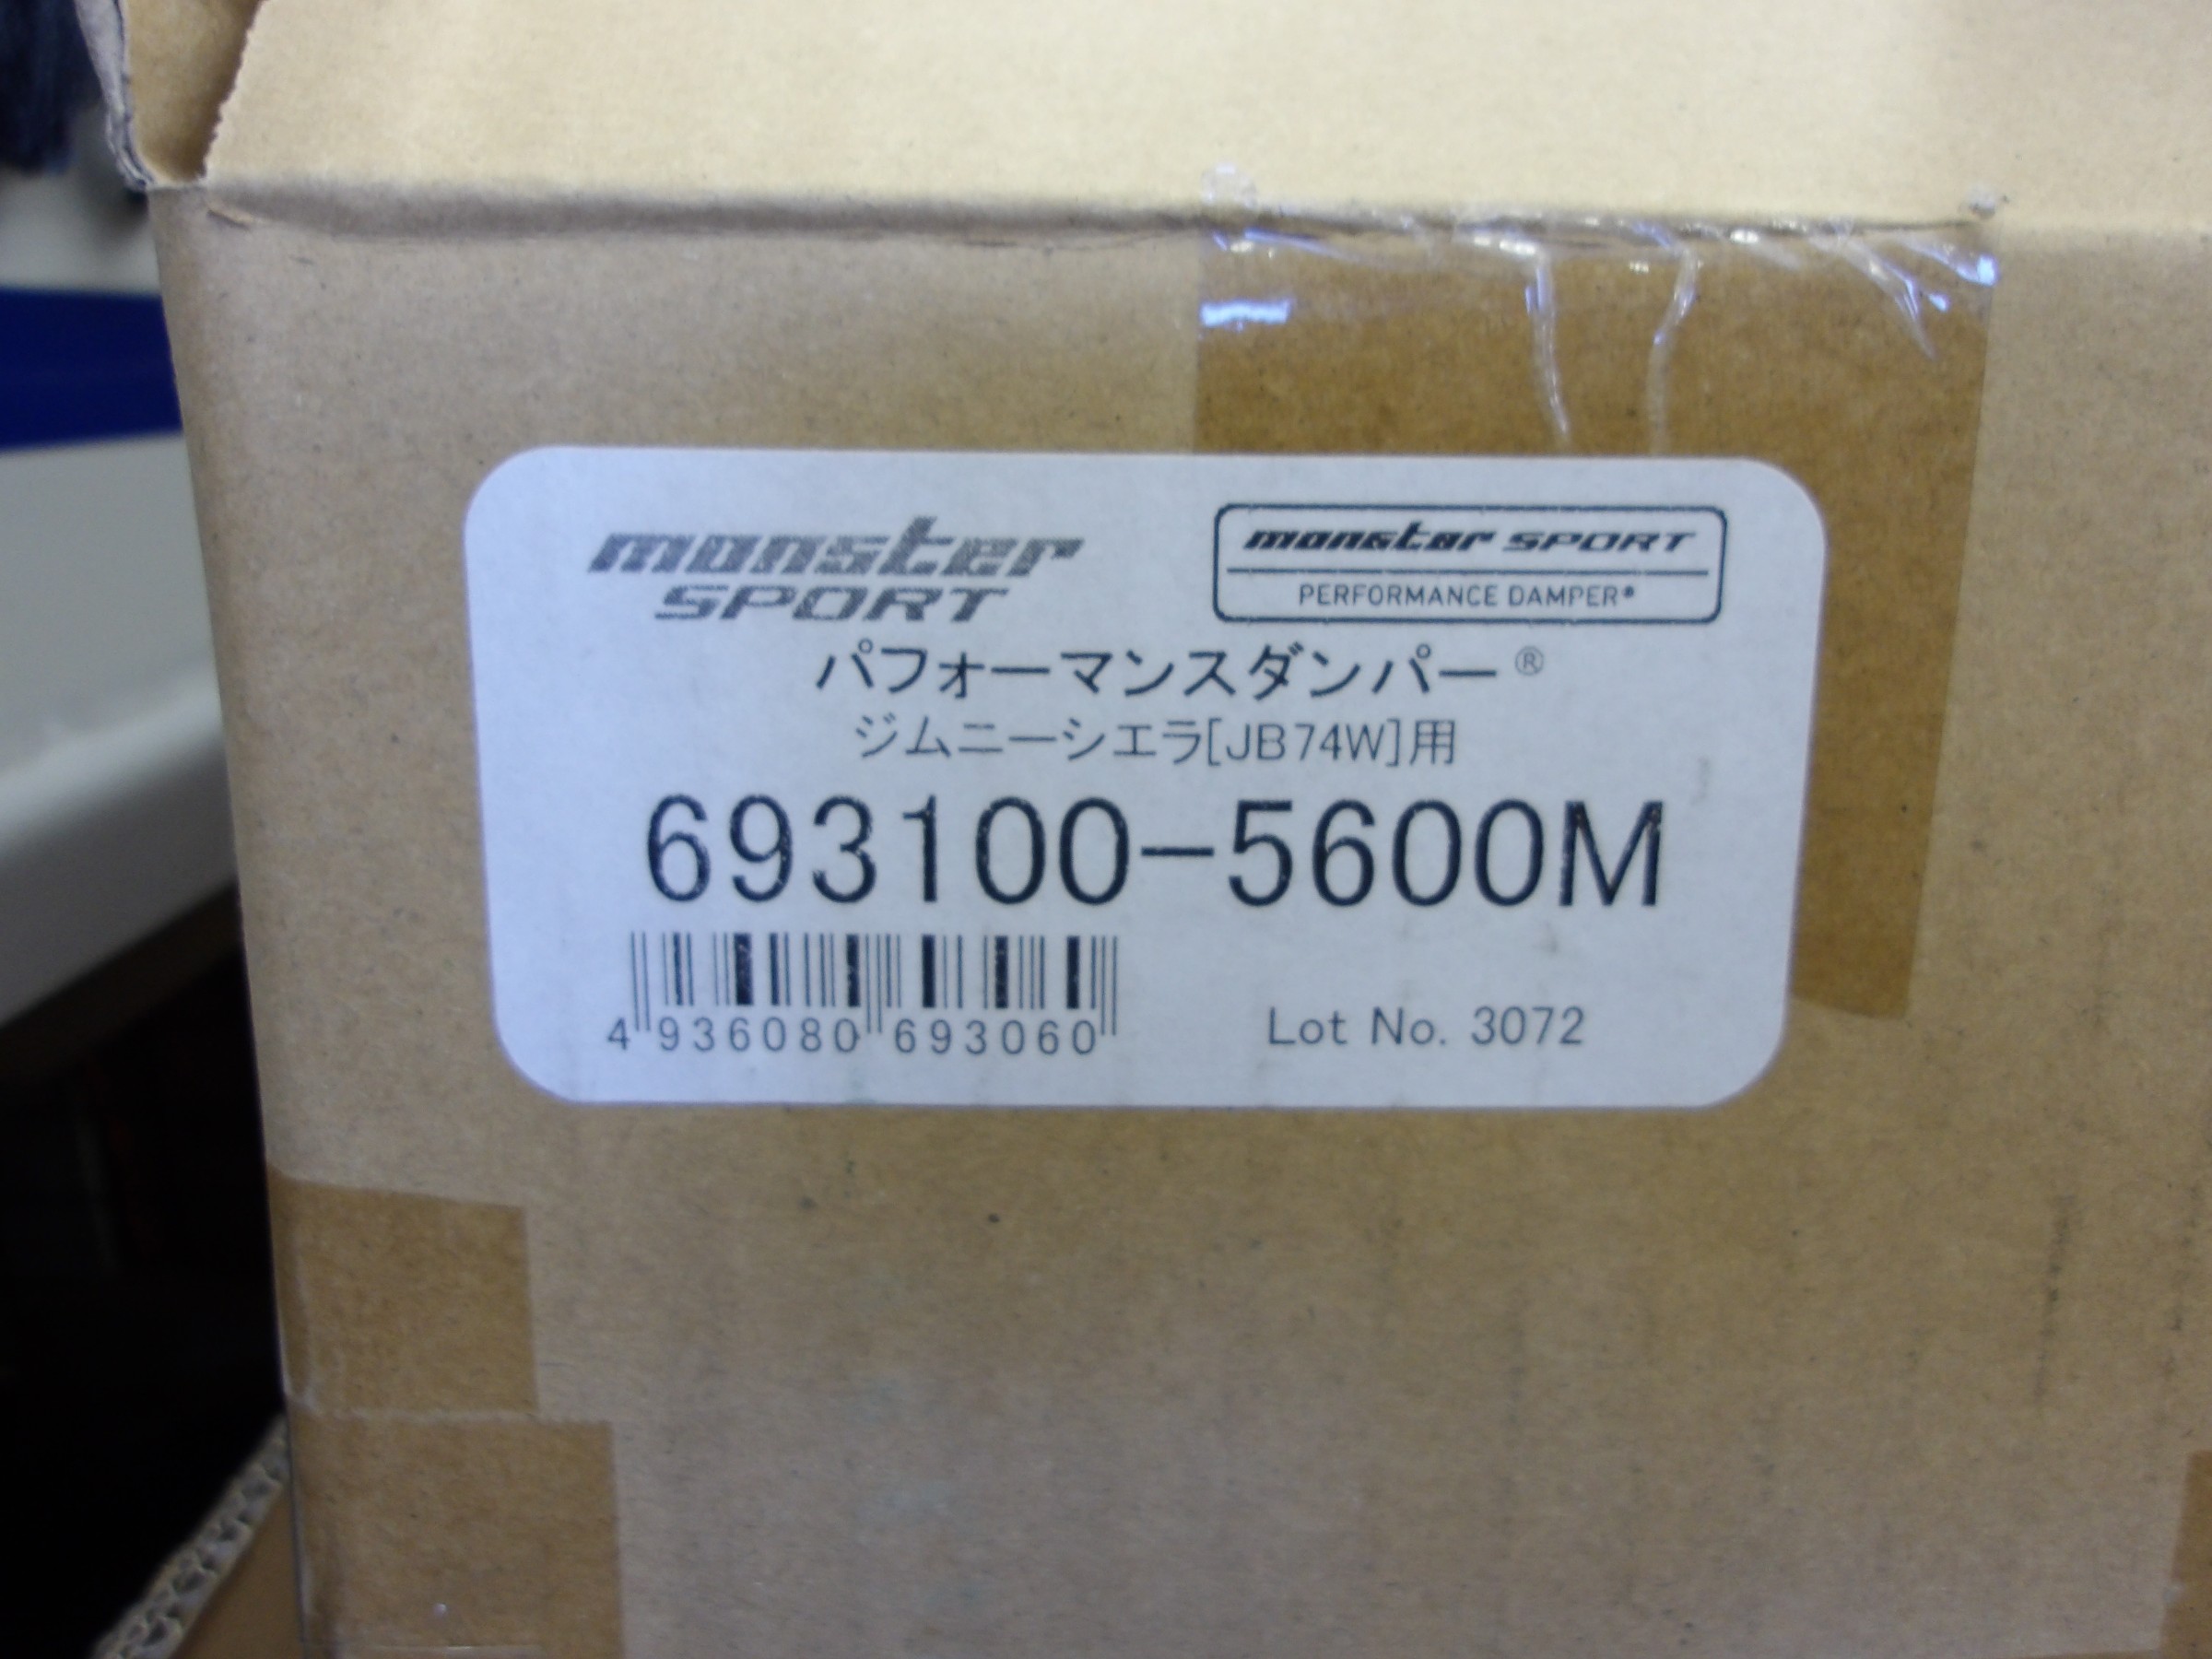 monster
SPORT
monster SPORT
PERFORMANCE DAMPER®
パフォーマンスダンパー®
ジムニーシエラ[JB74W]用
693100-5600M
4 936080 693060
Lot No. 3072